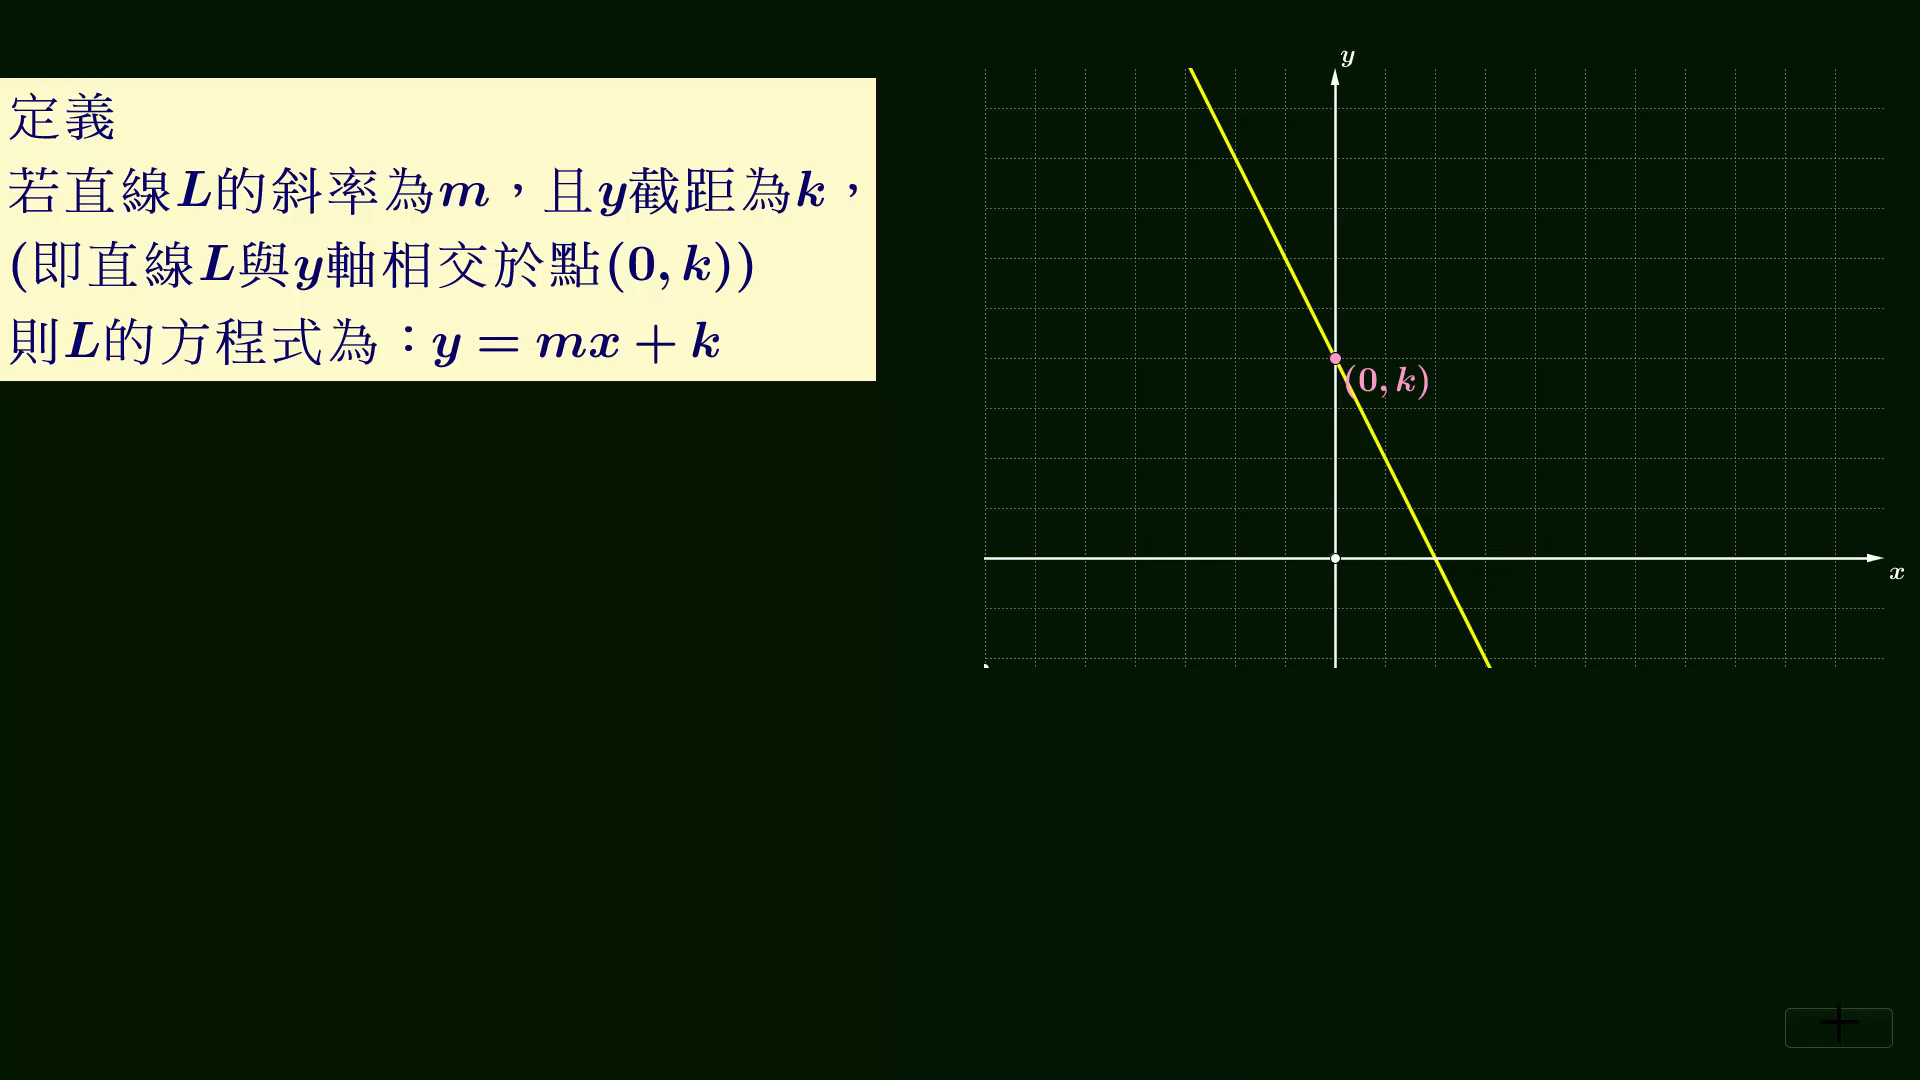 定義
若直線L的斜率為m，且y截距為k，
(即直線L與y軸相交於點(0, k))
則L的方程式為：y = mx + k
y
(0, k)
x
+